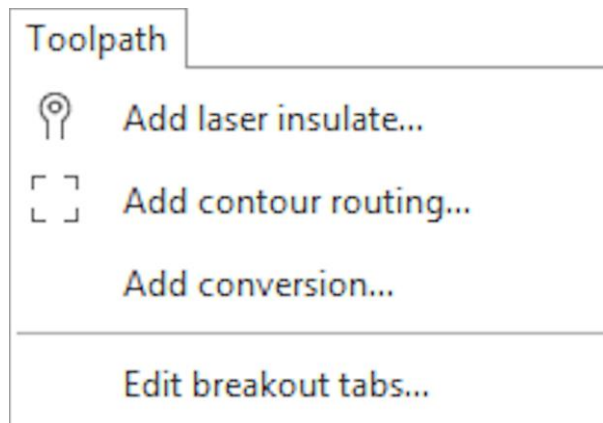 Toolpath
Add laser insulate...
Add contour routing...
Add conversion...
Edit breakout tabs...